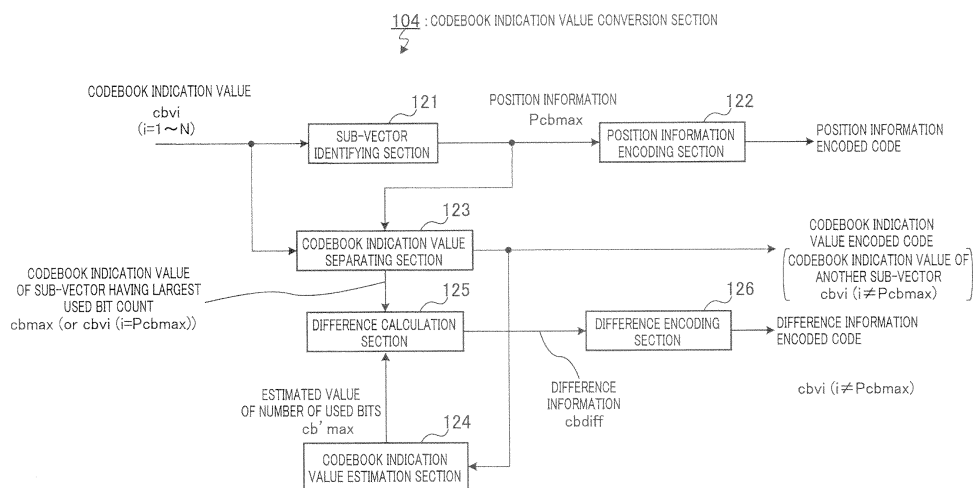 104 : CODEBOOK INDICATION VALUE CONVERSION SECTION
CODEBOOK INDICATION VALUE
cbvi
(i=1～N)
121
SUB-VECTOR
IDENTIFYING SECTION
POSITION INFORMATION
Pcbmax
122
POSITION INFORMATION
ENCODING SECTION
POSITION INFORMATION
ENCODED CODE
123
CODEBOOK INDICATION VALUE
SEPARATING SECTION
CODEBOOK INDICATION
VALUE ENCODED CODE
(CODEBOOK INDICATION VALUE OF
ANOTHER SUB-VECTOR
cbvi (i≠Pcbmax))
CODEBOOK INDICATION VALUE
OF SUB-VECTOR HAVING LARGEST
USED BIT COUNT
cbmax (or cbvi (i=Pcbmax))
125
DIFFERENCE CALCULATION
SECTION
126
DIFFERENCE ENCODING
SECTION
DIFFERENCE INFORMATION
ENCODED CODE
ESTIMATED VALUE
OF NUMBER OF USED BITS
cb'max
DIFFERENCE
INFORMATION
cbdiff
cbvi (i≠Pcbmax)
124
CODEBOOK INDICATION
VALUE ESTIMATION SECTION